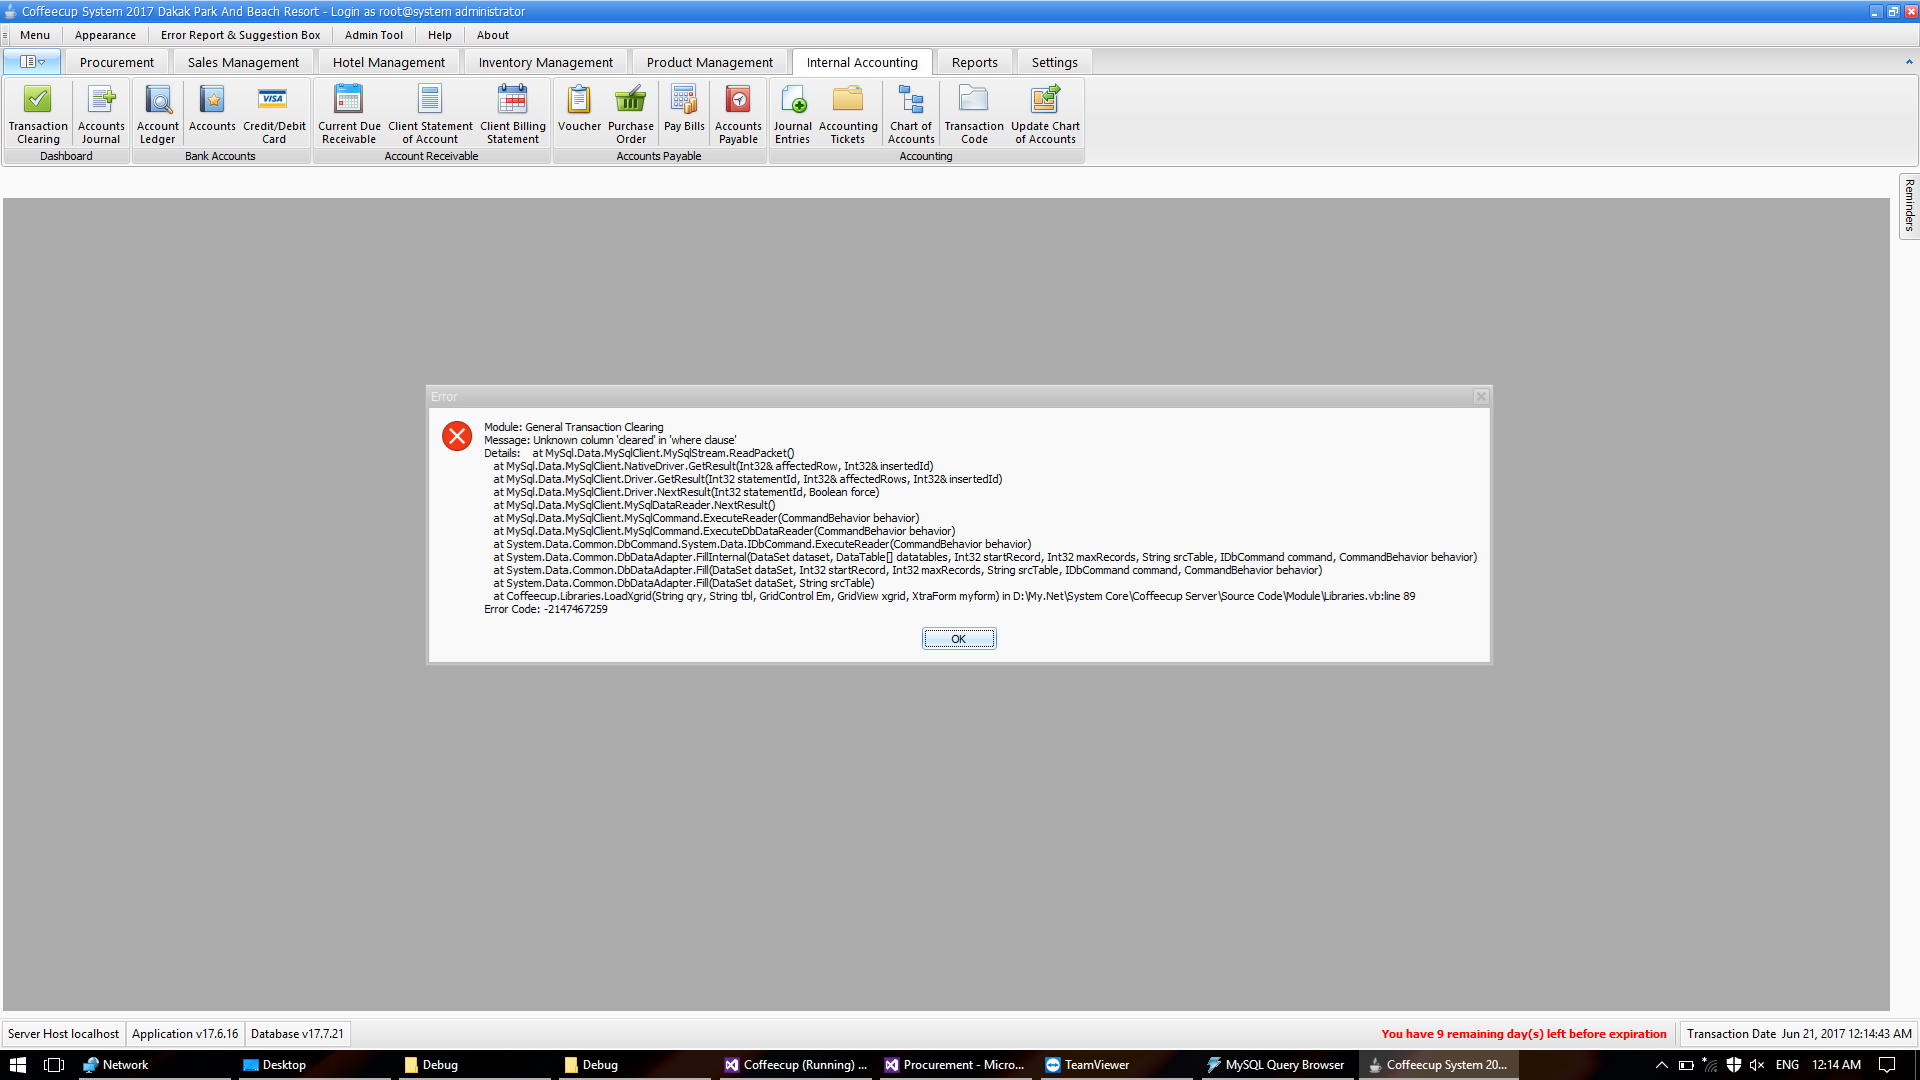 Coffeecup System 2017 Dakak Park And Beach Resort - Login as root@system administrator
Menu Appearance Error Report & Suggestion Box Admin Tool Help About
Procurement Sales Management Hotel Management Inventory Management Product Management Internal Accounting Reports Settings
Transaction Clearing
Accounts Journal
Dashboard
Account Ledger
Accounts
Credit/Debit Card
Bank Accounts
Current Due Receivable
Client Statement of Account
Client Billing Statement
Account Receivable
Voucher
Purchase Order
Pay Bills
Accounts Payable
Accounts Payable
Journal Entries
Accounting Tickets
Chart of Accounts
Transaction Code
Update Chart of Accounts
Accounting
VISA
Reminders
Error
Module: General Transaction Clearing
Message: Unknown column 'cleared' in 'where clause'
Details: at MySql.Data.MySqlClient.MySqlStream.ReadPacket()
at MySql.Data.MySqlClient.NativeDriver.GetResult(Int32& affectedRow, Int32& insertedId)
at MySql.Data.MySqlClient.Driver.GetResult(Int32 statementId, Int32& affectedRows, Int32& insertedId)
at MySql.Data.MySqlClient.Driver.NextResult(Int32 statementId, Boolean force)
at MySql.Data.MySqlClient.MySqlDataReader.NextResult()
at MySql.Data.MySqlClient.MySqlCommand.ExecuteReader(CommandBehavior behavior)
at MySql.Data.MySqlClient.MySqlCommand.ExecuteDbDataReader(CommandBehavior behavior)
at System.Data.Common.DbCommand.System.Data.IDbCommand.ExecuteReader(CommandBehavior behavior)
at System.Data.Common.DbDataAdapter.FillInternal(DataSet dataset, DataTable[] datatables, Int32 startRecord, Int32 maxRecords, String srcTable, IDbCommand command, CommandBehavior behavior)
at System.Data.Common.DbDataAdapter.Fill(DataSet dataSet, Int32 startRecord, Int32 maxRecords, String srcTable, IDbCommand command, CommandBehavior behavior)
at System.Data.Common.DbDataAdapter.Fill(DataSet dataSet, String srcTable)
at Coffeecup.Libraries.LoadXgrid(String qry, String tbl, GridControl Em, GridView xgrid, XtraForm myform) in D:\My.Net\System Core\Coffeecup Server\Source Code\Module\Libraries.vb:line 89
Error Code: -2147467259
OK
Server Host localhost Application v17.6.16 Database v17.7.21 You have 9 remaining day(s) left before expiration Transaction Date Jun 21, 2017 12:14:43 AM
Network Desktop Debug Debug Coffeecup (Running) ... Procurement - Micro... TeamViewer MySQL Query Browser Coffeecup System 20... ENG 12:14 AM